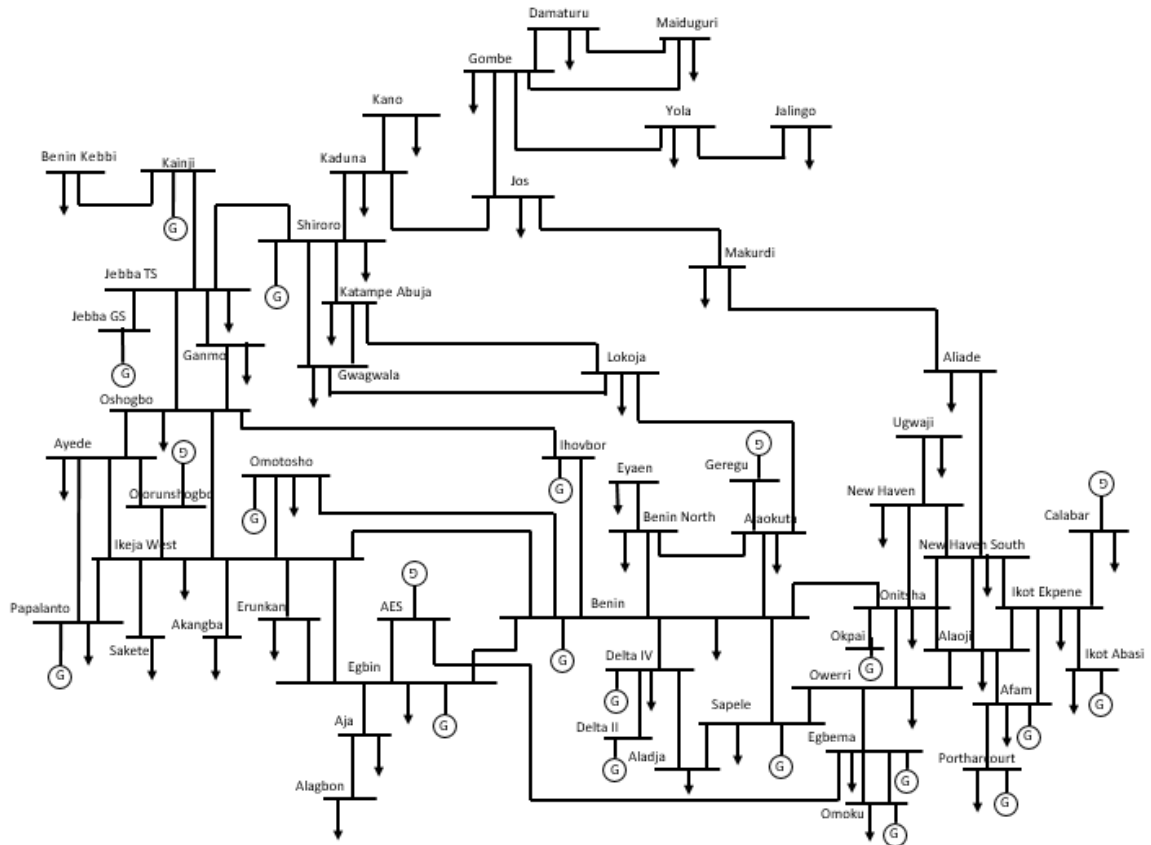 Damaturu
Maiduguri
Gombe
Kano
Yola
Jalingo
Benin Kebbi
Kainji
Kaduna
Jos
G
Shiroro
Makurdi
Jebba TS
G
Katampe Abuja
Jebba GS
Ganmo
Lokoja
Aliade
G
Gwagwala
Oshogbo
Ugwaji
Ayede
G
Omotosho
Ihovbor
Eyaen
Geregu
G
G
G
Olorunshogbo
New Haven
Calabar
G
Benin North
Ajaokuta
Ikeja West
New Haven South
G
Papalanto
Erunkan
AES
Benin
Onitsha
Ikot Ekpene
Sakete
Akangba
Okpai
Alaoji
G
G
Egbin
Delta IV
Owerri
G
Ikot Abasi
G
G
Sapele
Afam
G
Aja
Delta II
G
Aladja
G
Egbema
G
Portharcourt
G
Alagbon
G
Omoku
G